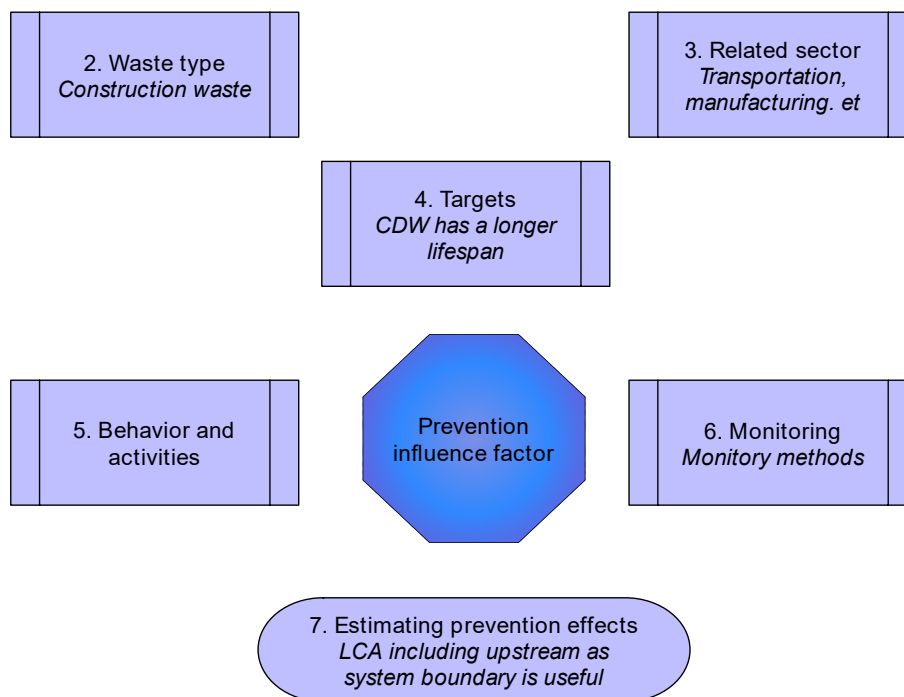 2. Waste type
Construction waste
3. Related sector
Transportation,
manufacturing. et
4. Targets
CDW has a longer
lifespan
5. Behavior and
activities
Prevention
influence factor
6. Monitoring
Monitory methods
7. Estimating prevention effects
LCA including upstream as
system boundary is useful